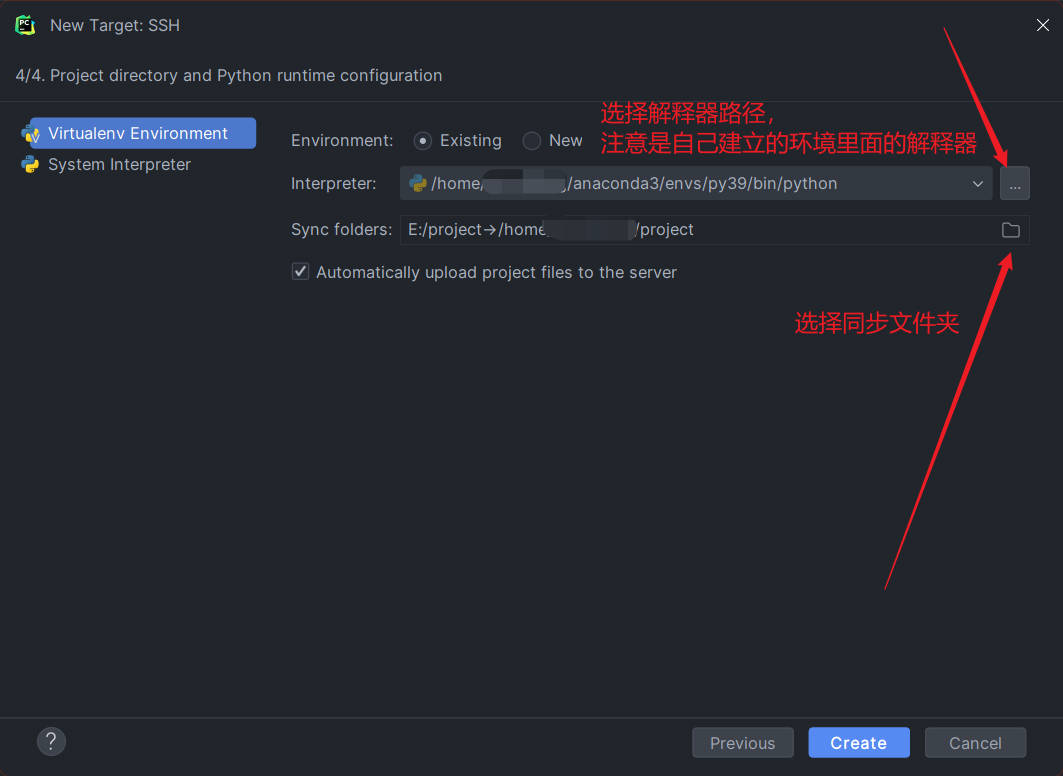 New Target: SSH
4/4. Project directory and Python runtime configuration
选择解释器路径，
注意是自己建立的环境里面的解释器
Virtualenv Environment
System Interpreter
Environment: Existing New
Interpreter: /home/ /anaconda3/envs/py39/bin/python ...
Sync folders: E:/project→/home/ /project
Automatically upload project files to the server
选择同步文件夹
? Previous Create Cancel